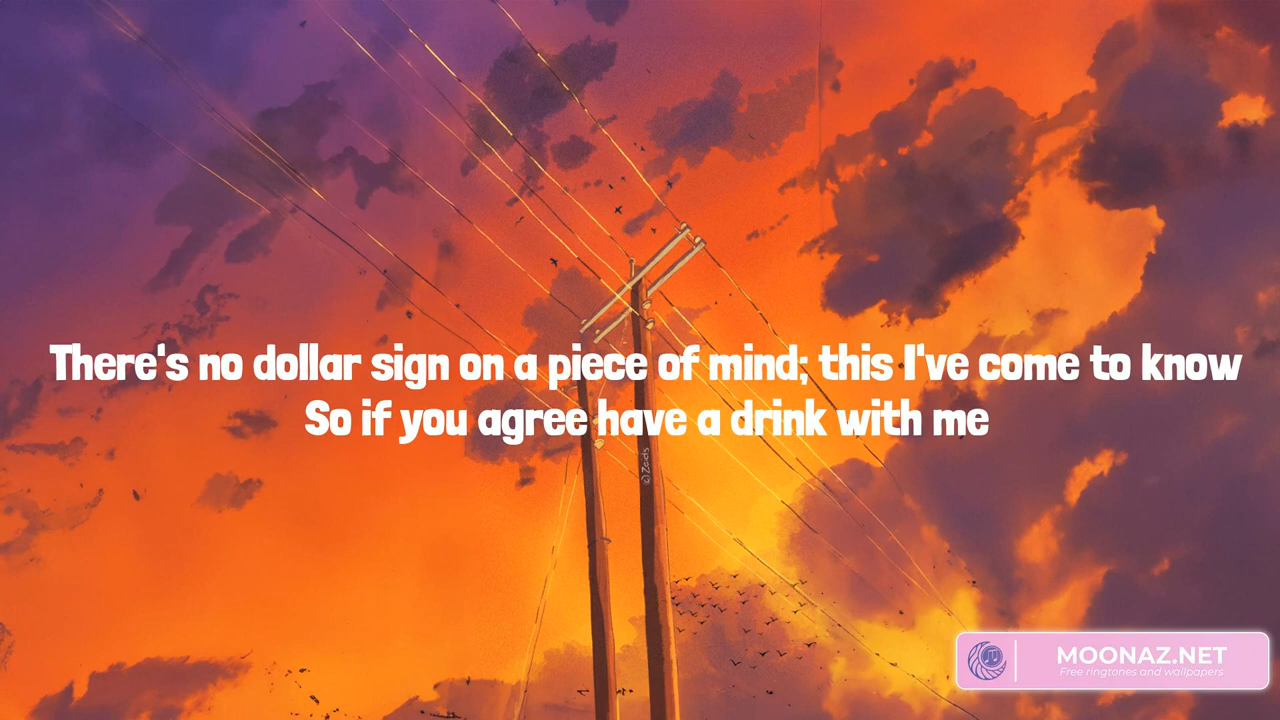 There's no dollar sign on a piece of mind; this I've come to know
So if you agree have a drink with me
©Zads
MOONAZ.NET
Free ringtones and wallpapers